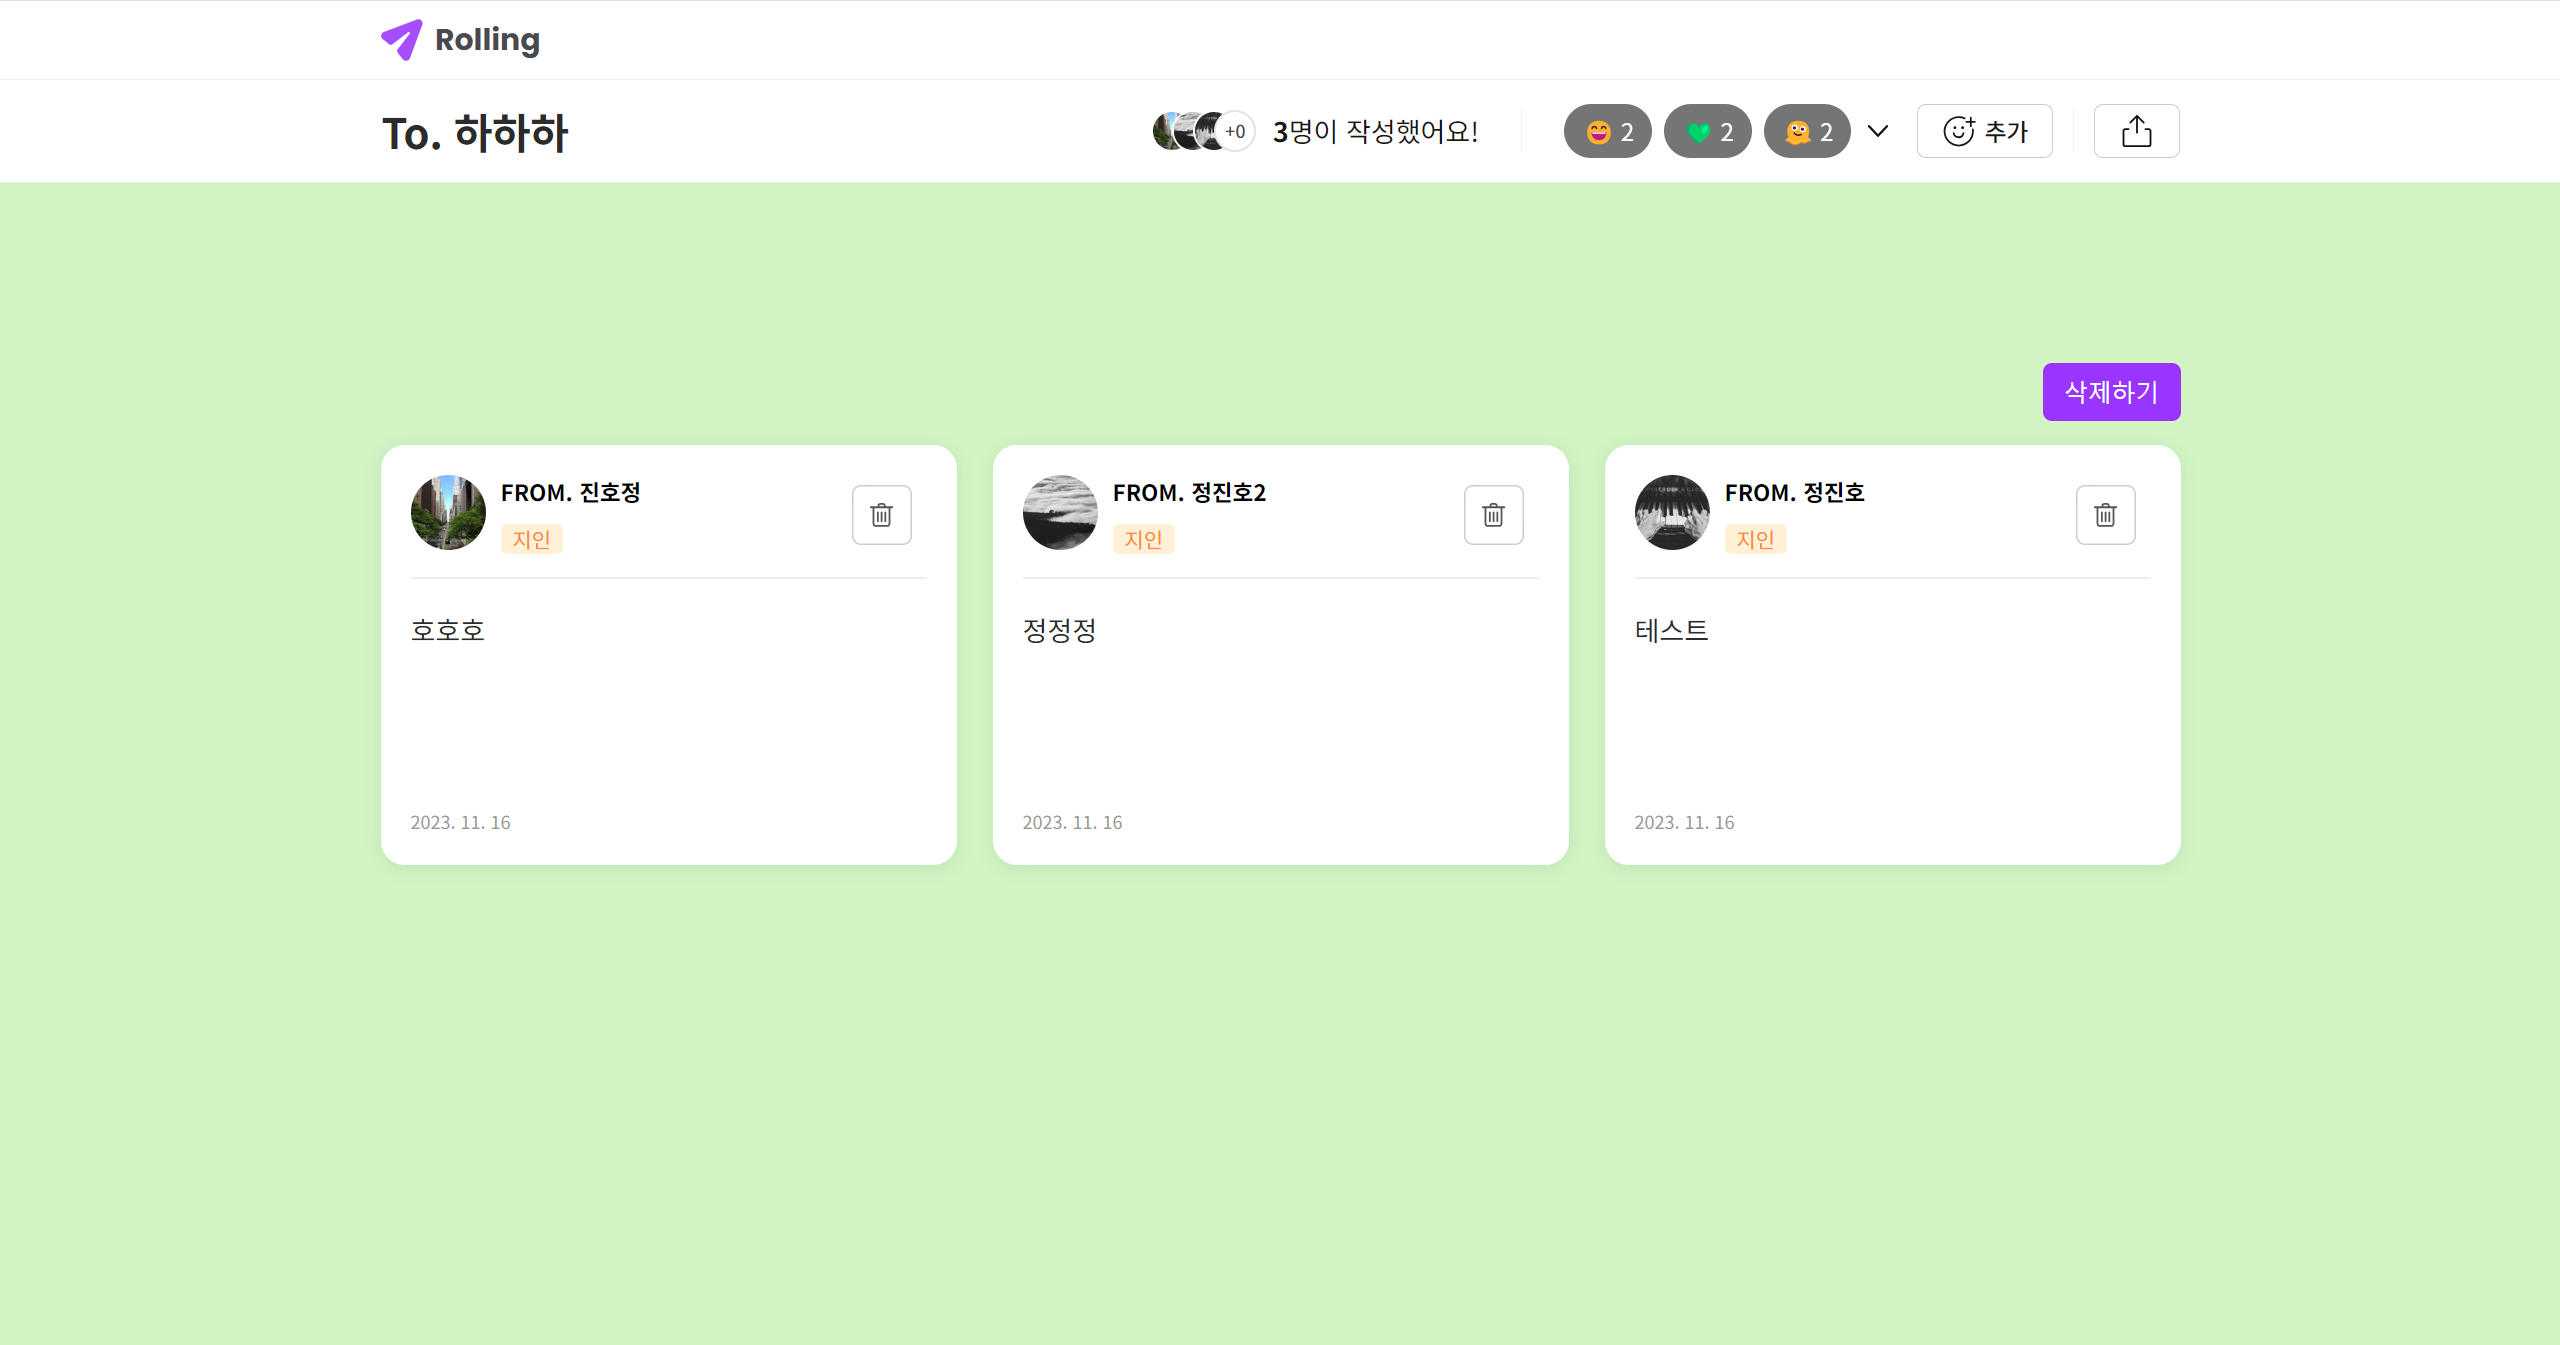 Rolling
To. 하하하
+0 3명이 작성했어요! 2 2 2 추가
삭제하기
FROM. 진호정
지인
호호호
2023. 11. 16
FROM. 정진호2
지인
정정정
2023. 11. 16
FROM. 정진호
지인
테스트
2023. 11. 16